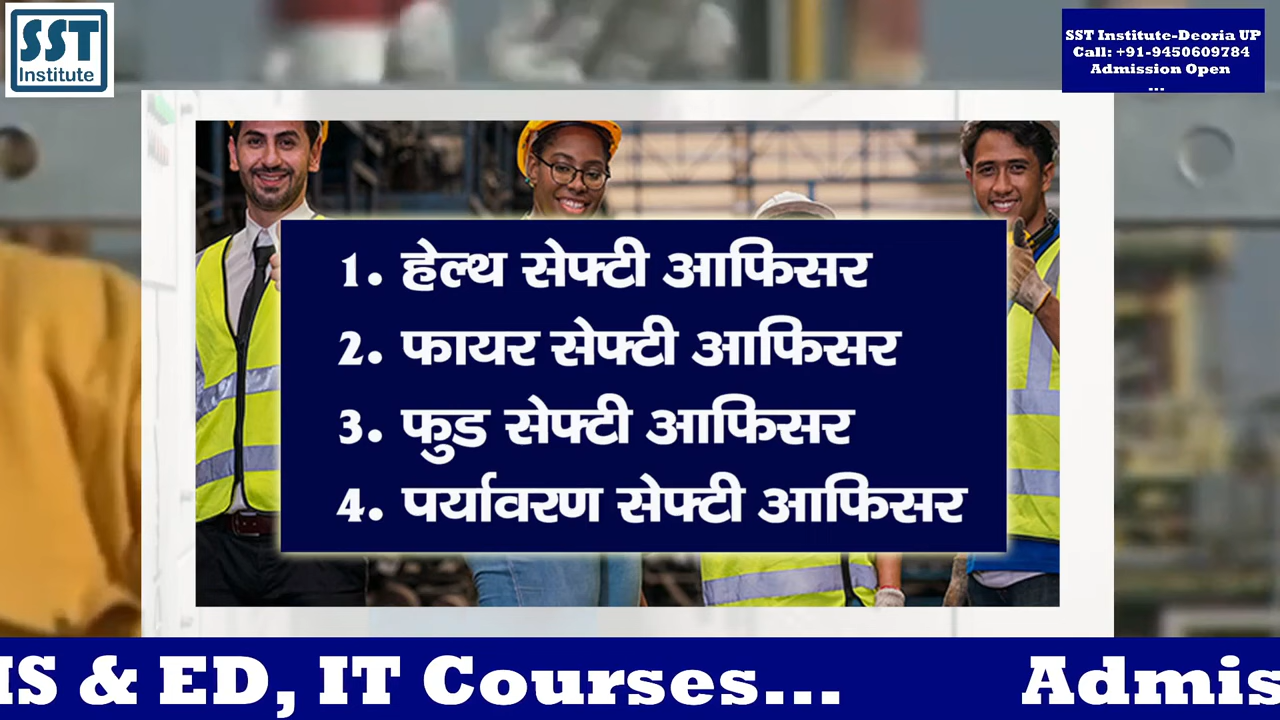 SST
Institute
SST Institute-Deoria UP
Call: +91-9450609784
Admission Open
...
1. हेल्थ सेफ्टी आफिसर
2. फायर सेफ्टी आफिसर
3. फुड सेफ्टी आफिसर
4. पर्यावरण सेफ्टी आफिसर
IS & ED, IT Courses... Admis